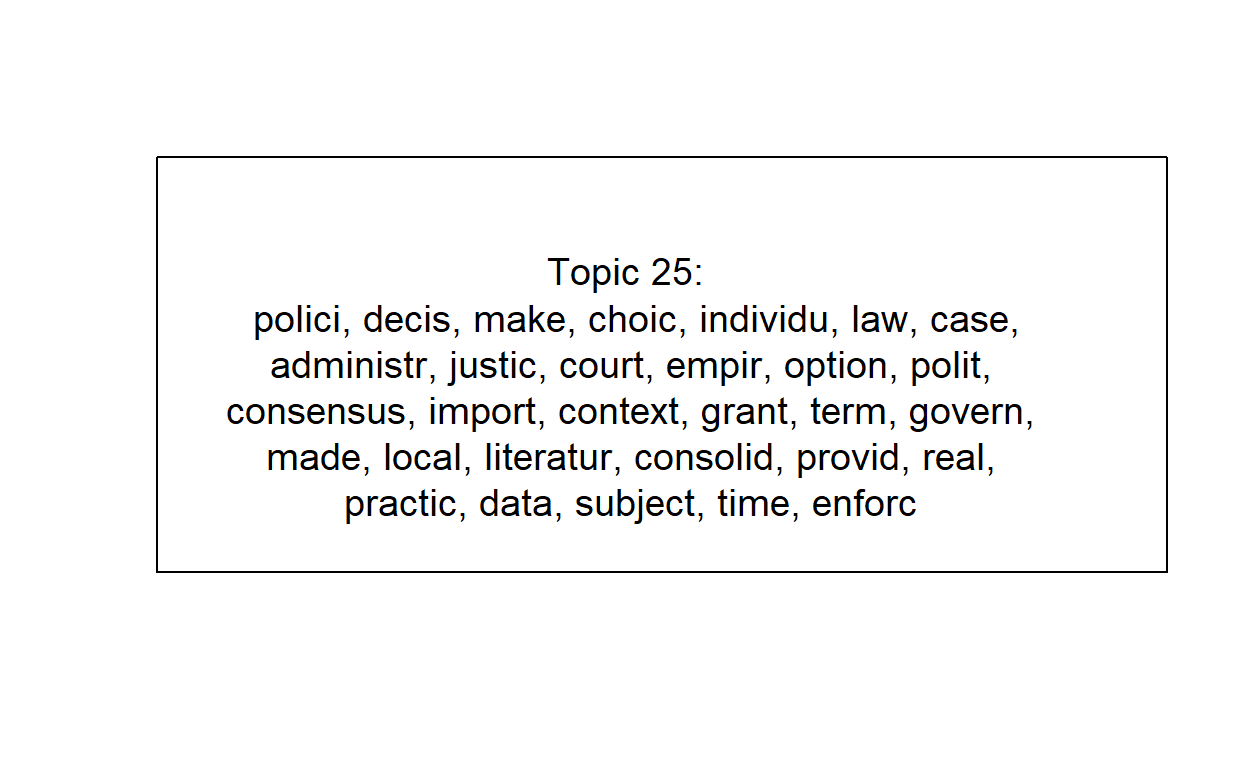 Topic 25:
polici, decis, make, choic, individu, law, case,
administr, justic, court, empir, option, polit,
consensus, import, context, grant, term, govern,
made, local, literatur, consolid, provid, real,
practic, data, subject, time, enforc